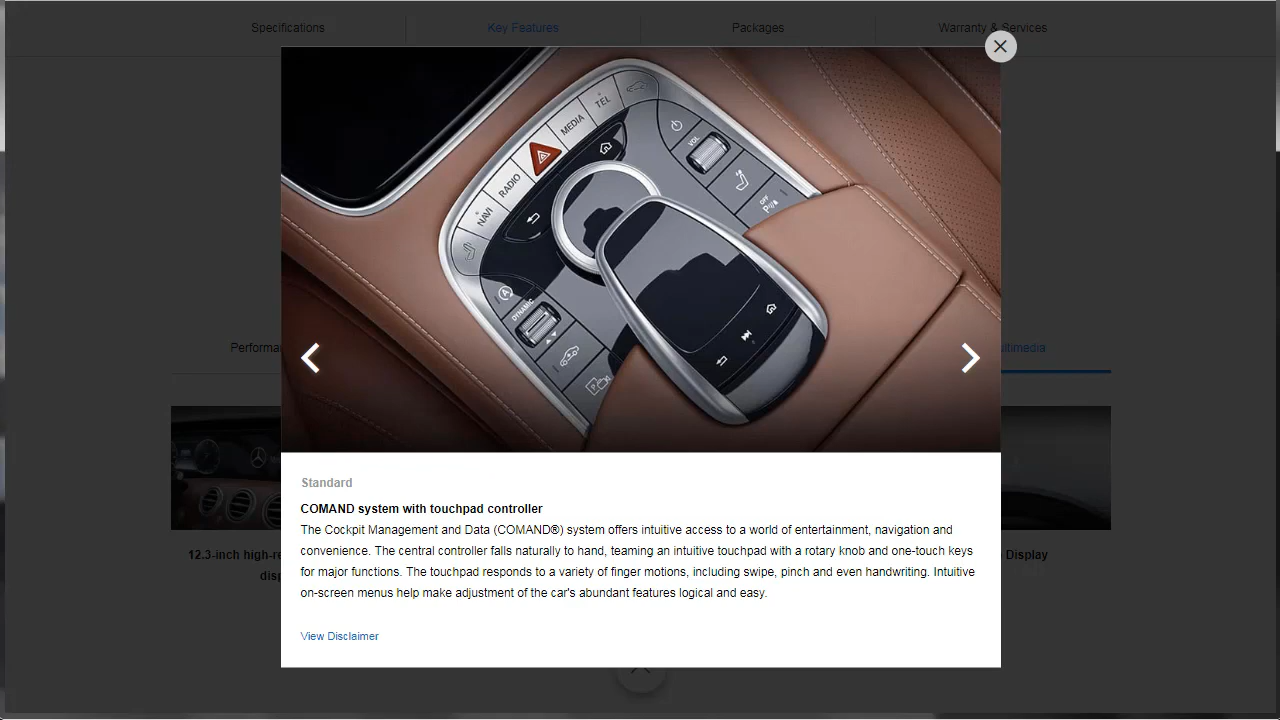 Specifications
Key Features
Packages
Warranty & Services
TEL
MEDIA
RADIO
NAVI
VOL
OFF
P
A
DYNAMIC
P
Performa
ltimedia
Standard
COMAND system with touchpad controller
The Cockpit Management and Data (COMAND®) system offers intuitive access to a world of entertainment, navigation and
convenience. The central controller falls naturally to hand, teaming an intuitive touchpad with a rotary knob and one-touch keys
for major functions. The touchpad responds to a variety of finger motions, including swipe, pinch and even handwriting. Intuitive
on-screen menus help make adjustment of the car's abundant features logical and easy.
View Disclaimer
12.3-inch high-re
disp
Display